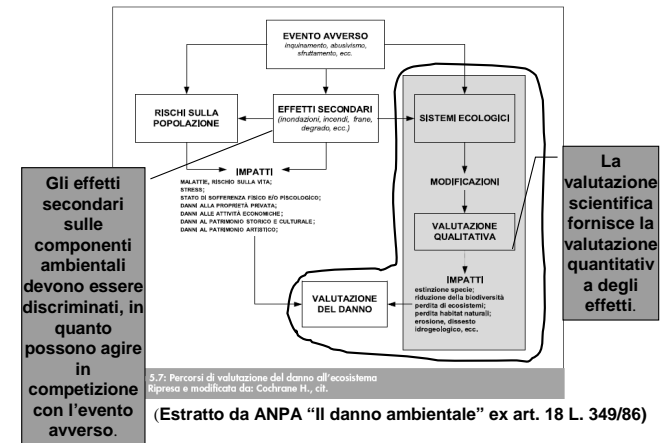 EVENTO AVVERSO
inquinamento, abusivismo,
sfruttamento, ecc.
RISCHI SULLA
POPOLAZIONE
EFFETTI SECONDARI
(inondazioni, incendi, frane,
degrado, ecc.)
SISTEMI ECOLOGICI
IMPATTI
MALATTIE, RISCHIO SULLA VITA;
STRESS;
STATO DI SOFFERENZA FISICO E/O PISCOLOGICO;
DANNI ALLA PROPRIETÀ PRIVATA;
DANNI ALLE ATTIVITÀ ECONOMICHE;
DANNI AL PATRIMONIO STORICO E CULTURALE;
DANNI AL PATRIMONIO ARTISTICO;
MODIFICAZIONI
VALUTAZIONE
QUALITATIVA
IMPATTI
estinzione specie;
riduzione della biodiversità
perdita di ecosistemi;
perdita habitat naturali;
erosione, dissesto
idrogeologico, ecc.
VALUTAZIONE
DEL DANNO
Gli effetti
secondari
sulle
componenti
ambientali
devono essere
discriminati, in
quanto
possono agire
in
competizione
con l'evento
avverso.
La
valutazione
scientifica
fornisce la
valutazione
quantitativ
a degli
effetti.
5.7: Percorsi di valutazione del danno all'ecosistema
Ripresa e modificata da: Cochrane H., cit.
(Estratto da ANPA "Il danno ambientale" ex art. 18 L. 349/86)